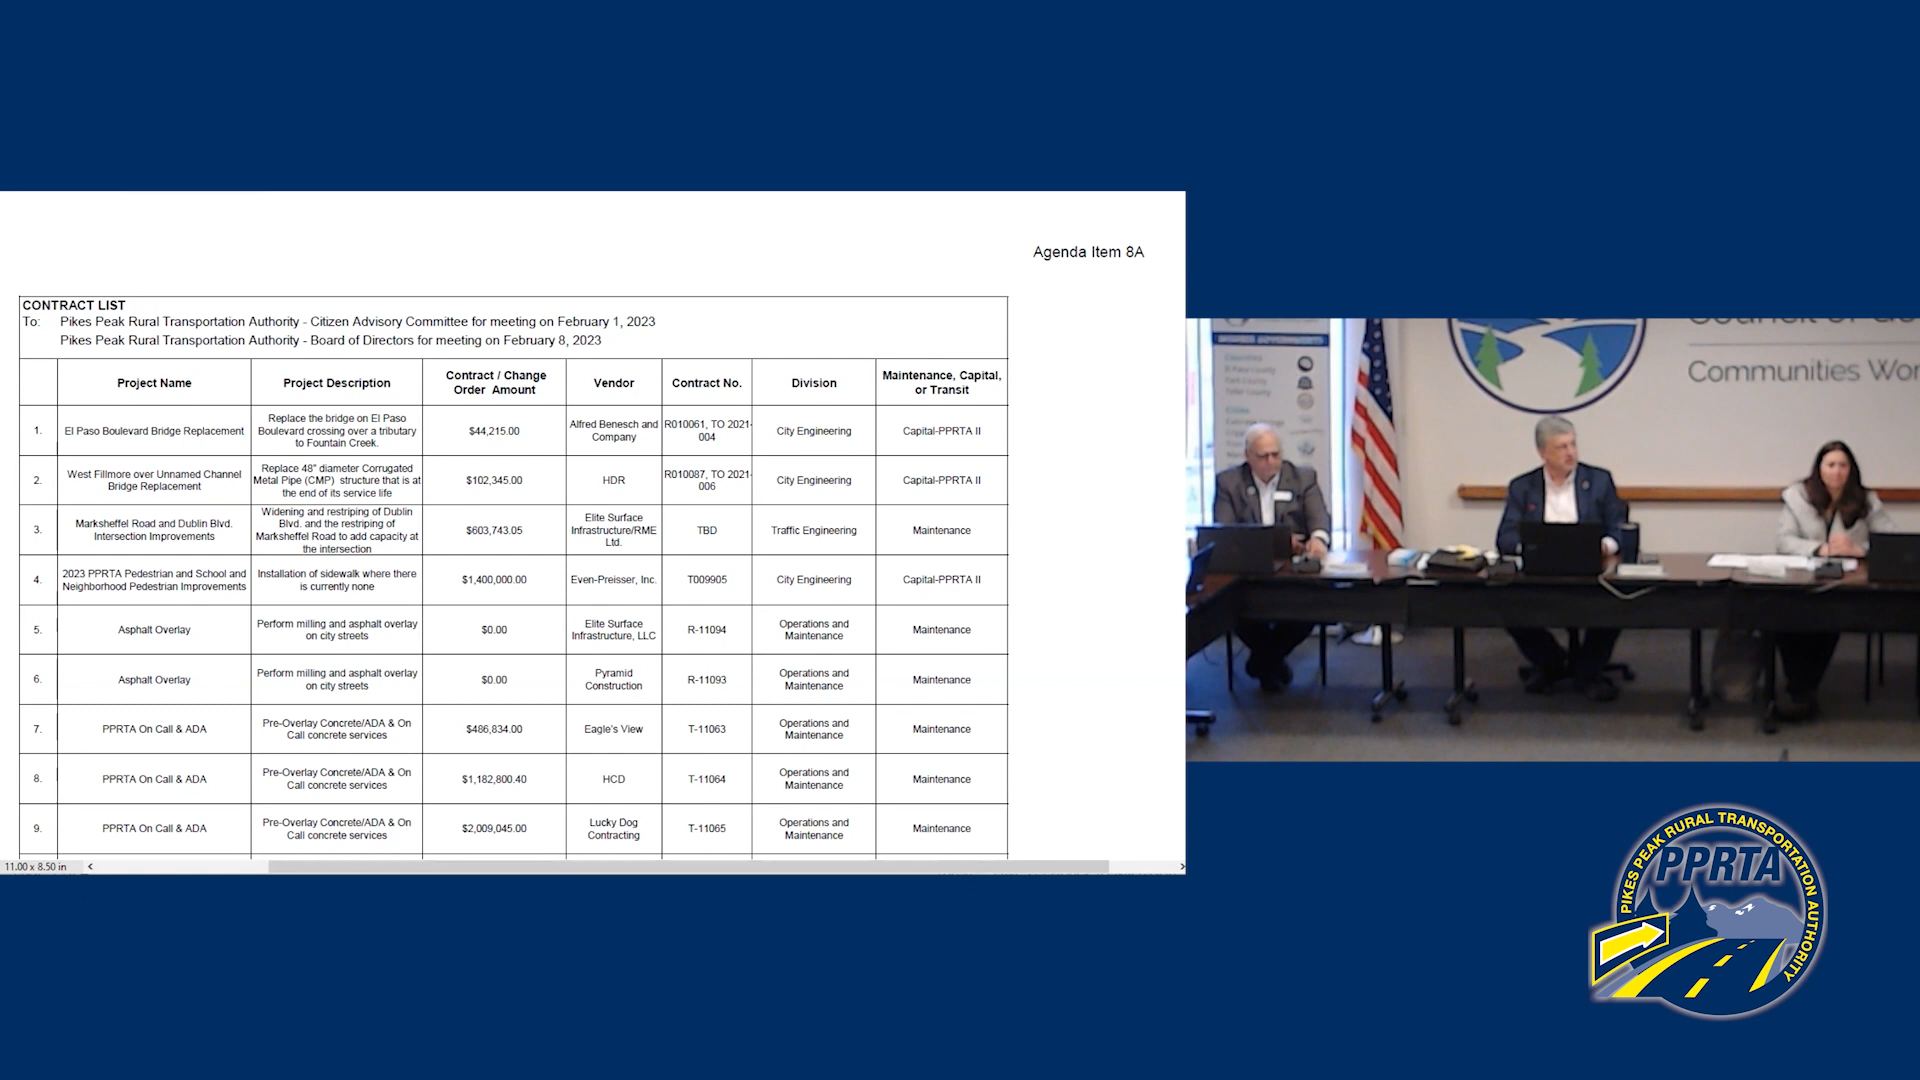 Agenda Item 8A
CONTRACT LIST
To: Pikes Peak Rural Transportation Authority - Citizen Advisory Committee for meeting on February 1, 2023
Pikes Peak Rural Transportation Authority - Board of Directors for meeting on February 8, 2023
Project Name Project Description Contract / Change Order Amount Vendor Contract No. Division Maintenance, Capital, or Transit
1. El Paso Boulevard Bridge Replacement Replace the bridge on El Paso Boulevard crossing over a tributary to Fountain Creek. $44,215.00 Alfred Benesch and Company R010061, TO 2021-004 City Engineering Capital-PPRTA II
2. West Fillmore over Unnamed Channel Bridge Replacement Replace 48" diameter Corrugated Metal Pipe (CMP) structure that is at the end of its service life $102,345.00 HDR R010087, TO 2021-006 City Engineering Capital-PPRTA II
3. Marksheffel Road and Dublin Blvd. Intersection Improvements Widening and restriping of Dublin Blvd. and the restriping of Marksheffel Road to add capacity at the intersection $603,743.05 Elite Surface Infrastructure/RME Ltd. TBD Traffic Engineering Maintenance
4. 2023 PPRTA Pedestrian and School and Neighborhood Pedestrian Improvements Installation of sidewalk where there is currently none $1,400,000.00 Even-Preisser, Inc. T009905 City Engineering Capital-PPRTA II
5. Asphalt Overlay Perform milling and asphalt overlay on city streets $0.00 Elite Surface Infrastructure, LLC R-11094 Operations and Maintenance Maintenance
6. Asphalt Overlay Perform milling and asphalt overlay on city streets $0.00 Pyramid Construction R-11093 Operations and Maintenance Maintenance
7. PPRTA On Call & ADA Pre-Overlay Concrete/ADA & On Call concrete services $486,834.00 Eagle's View T-11063 Operations and Maintenance Maintenance
8. PPRTA On Call & ADA Pre-Overlay Concrete/ADA & On Call concrete services $1,182,800.40 HCD T-11064 Operations and Maintenance Maintenance
9. PPRTA On Call & ADA Pre-Overlay Concrete/ADA & On Call concrete services $2,009,045.00 Lucky Dog Contracting T-11065 Operations and Maintenance Maintenance
11.00 x 8.50 in
Communities Wor
PIKES PEAK RURAL TRANSPORTATION AUTHORITY
PPRTA